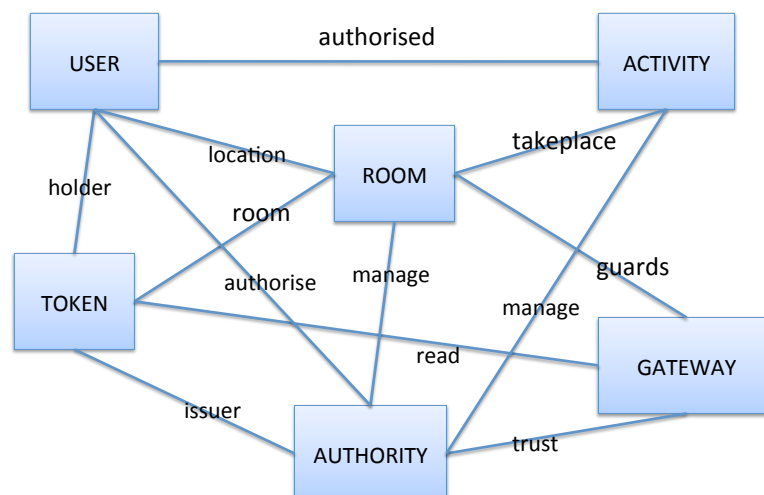 authorised
USER
ACTIVITY
takeplace
location
ROOM
holder
room
guards
TOKEN
authorise
manage
manage
read
GATEWAY
issuer
trust
AUTHORITY